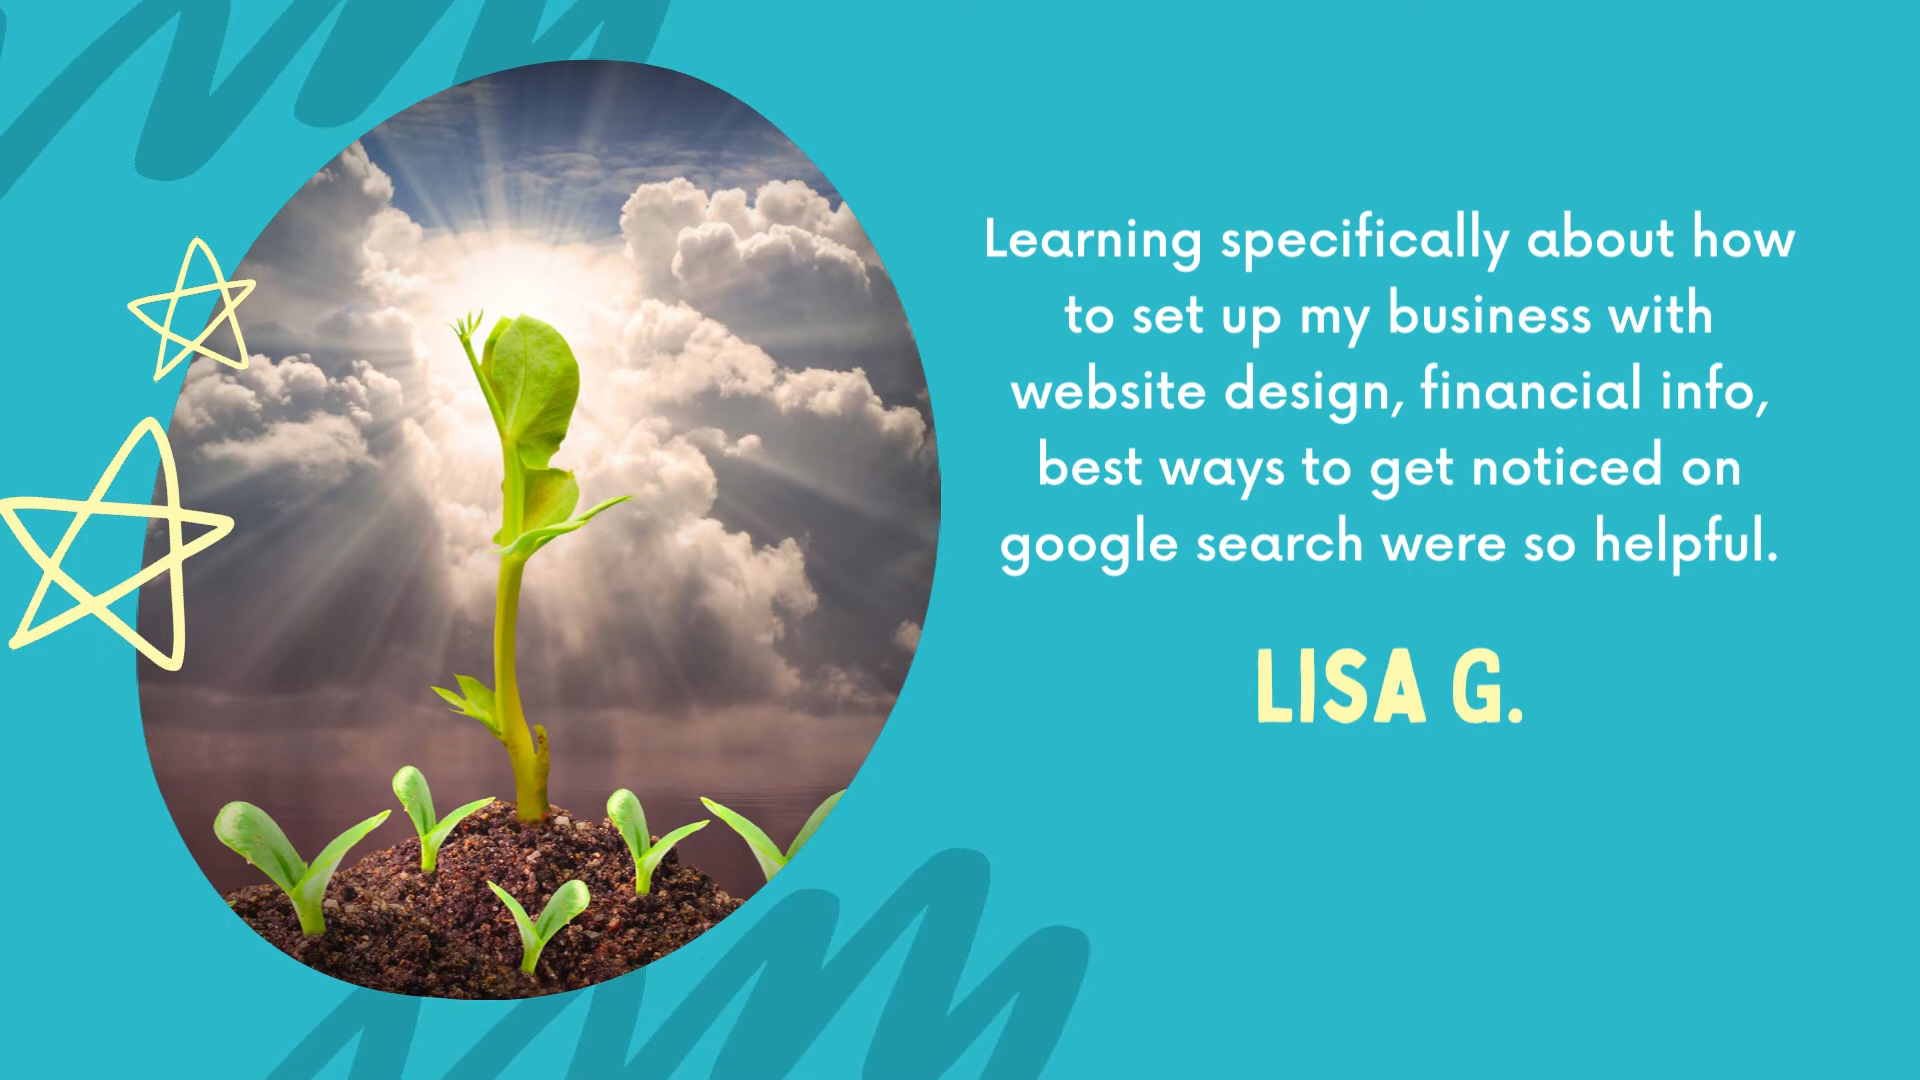 Learning specifically about how
to set up my business with
website design, financial info,
best ways to get noticed on
google search were so helpful.
LISA G.